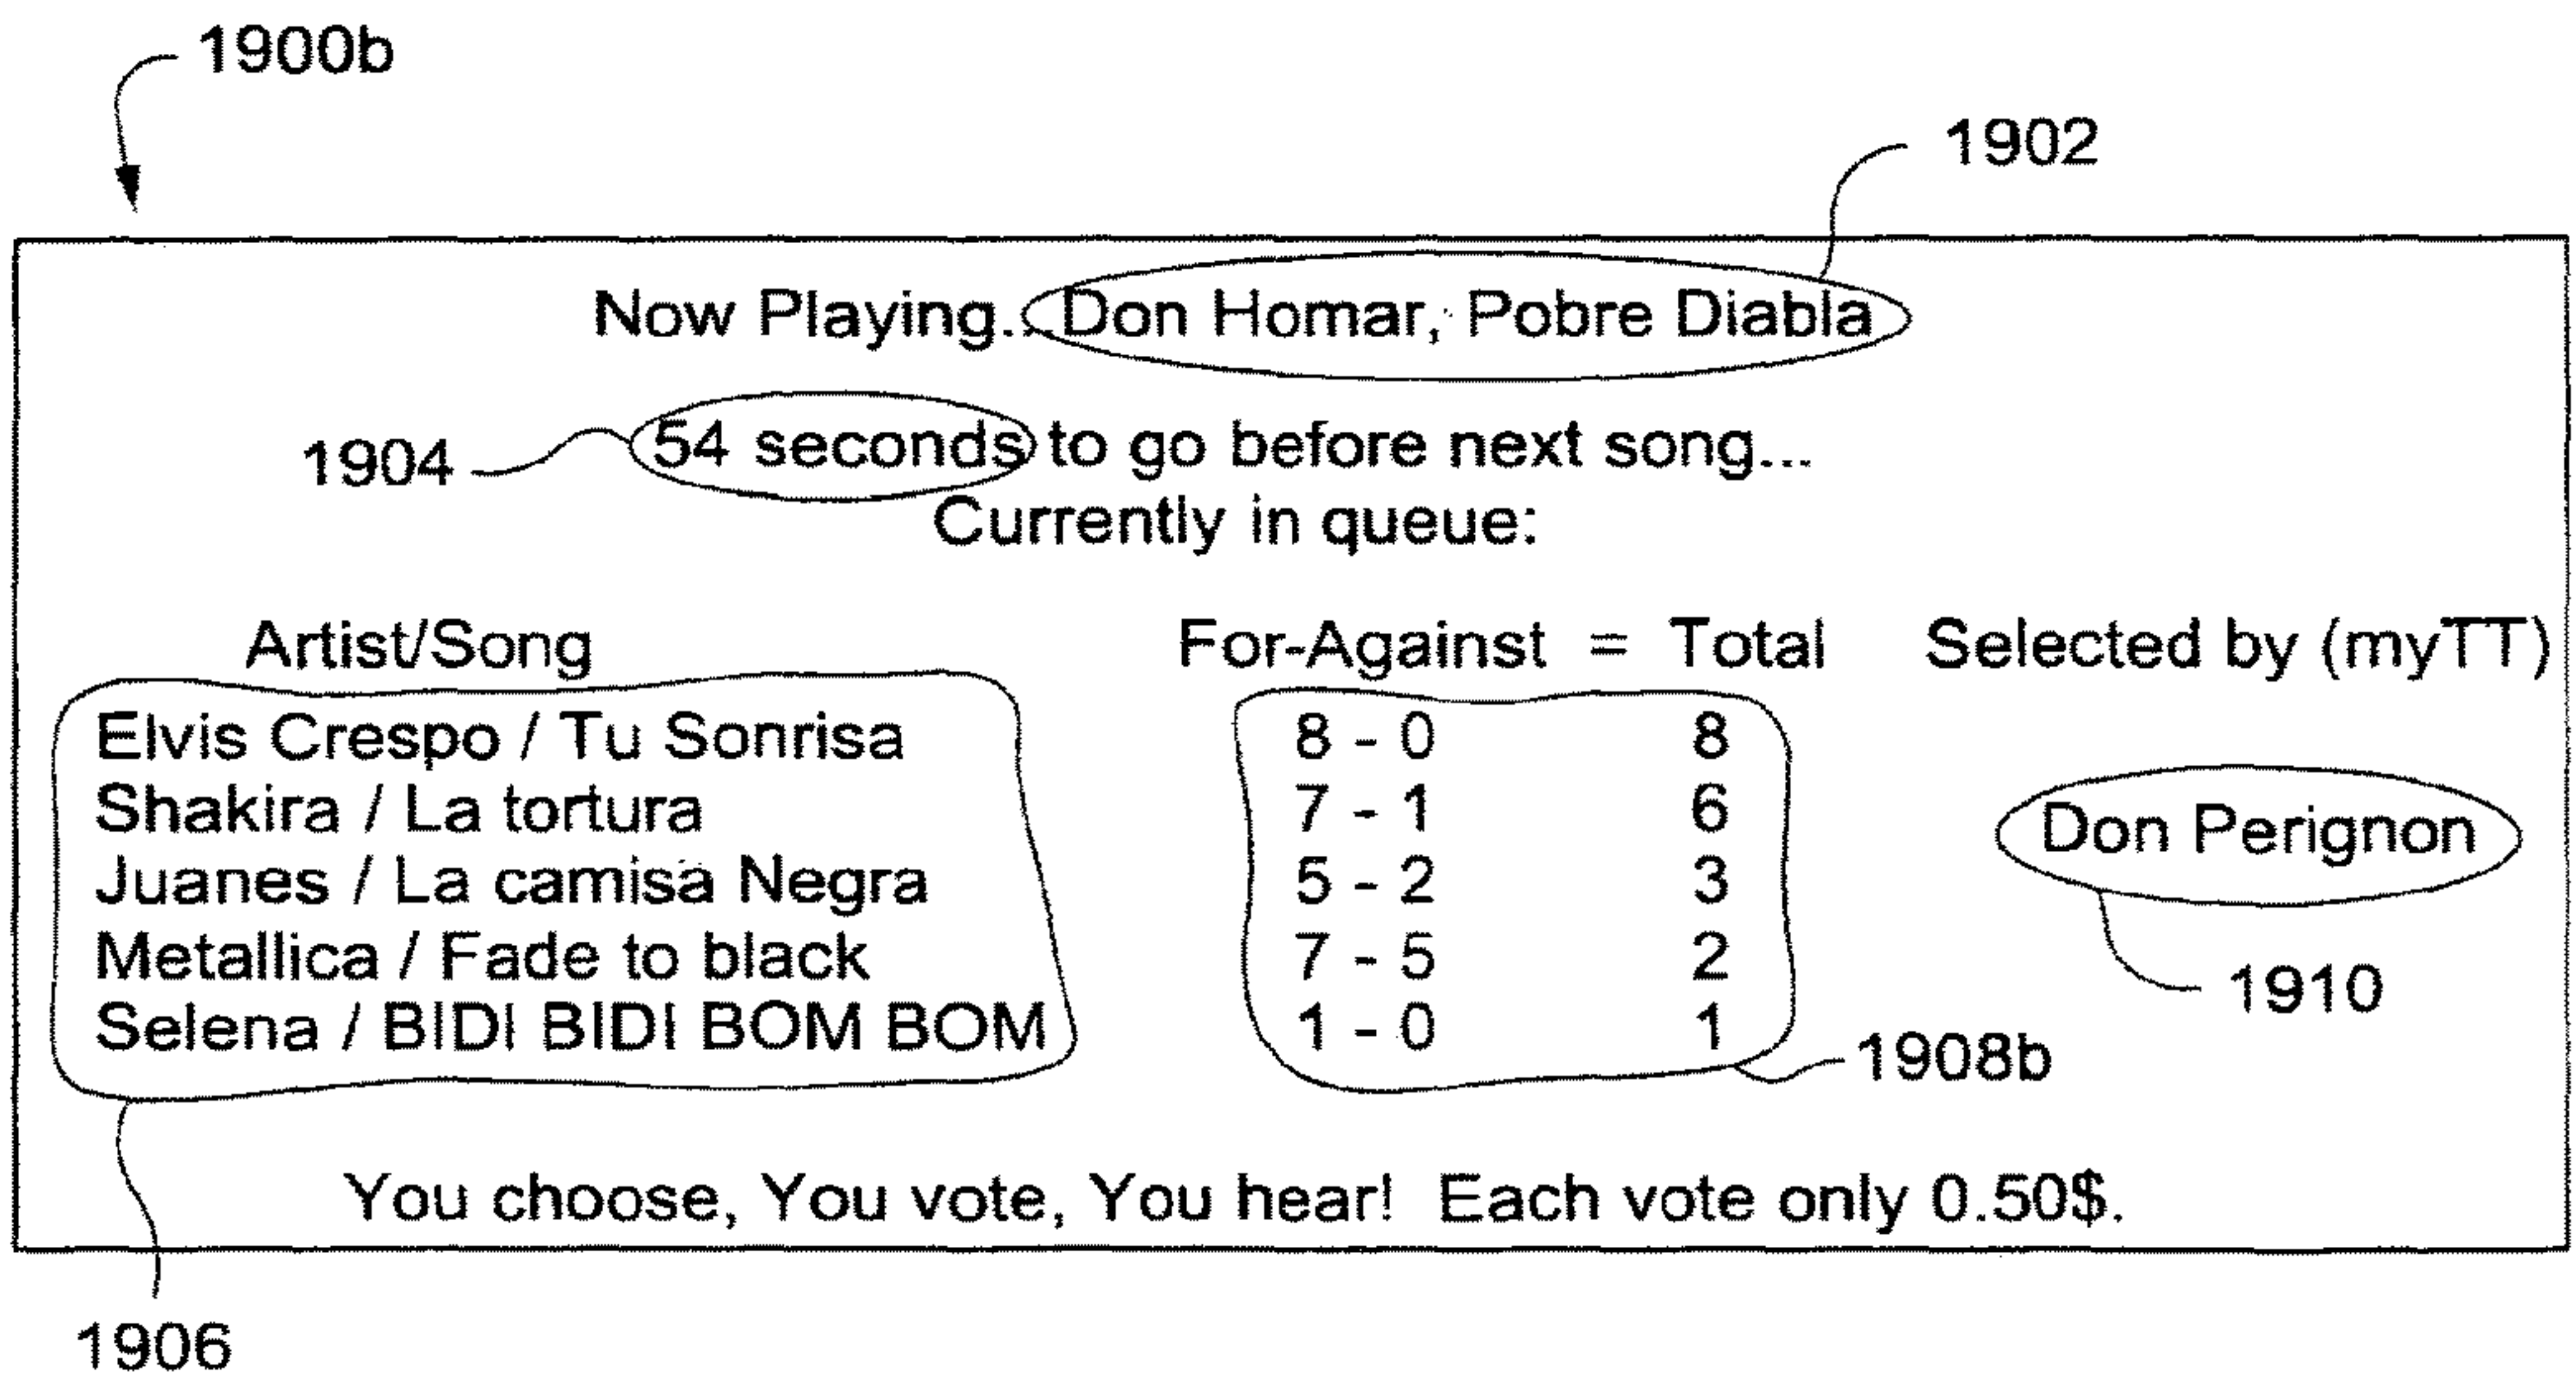 1900b
1902
Now Playing... Don Homar, Pobre Diabla
1904 54 seconds to go before next song...
Currently in queue:
Artist/Song For-Against = Total Selected by (myTT)
Elvis Crespo / Tu Sonrisa 8 - 0 8
Shakira / La tortura 7 - 1 6 Don Perignon
Juanes / La camisa Negra 5 - 2 3
Metallica / Fade to black 7 - 5 2 1910
Selena / BIDI BIDI BOM BOM 1 - 0 1 1908b
You choose, You vote, You hear! Each vote only 0.50$.
1906